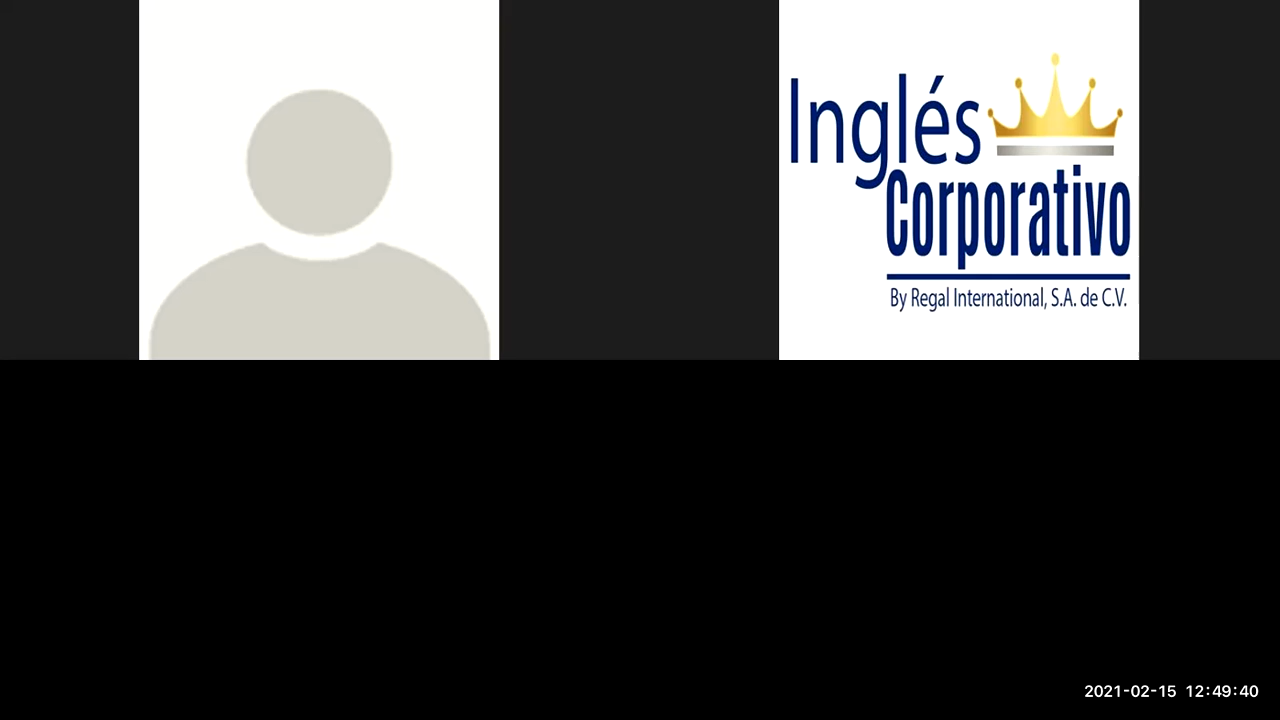 Inglés
Corporativo
By Regal International, S.A. de C.V.
2021-02-15 12:49:40